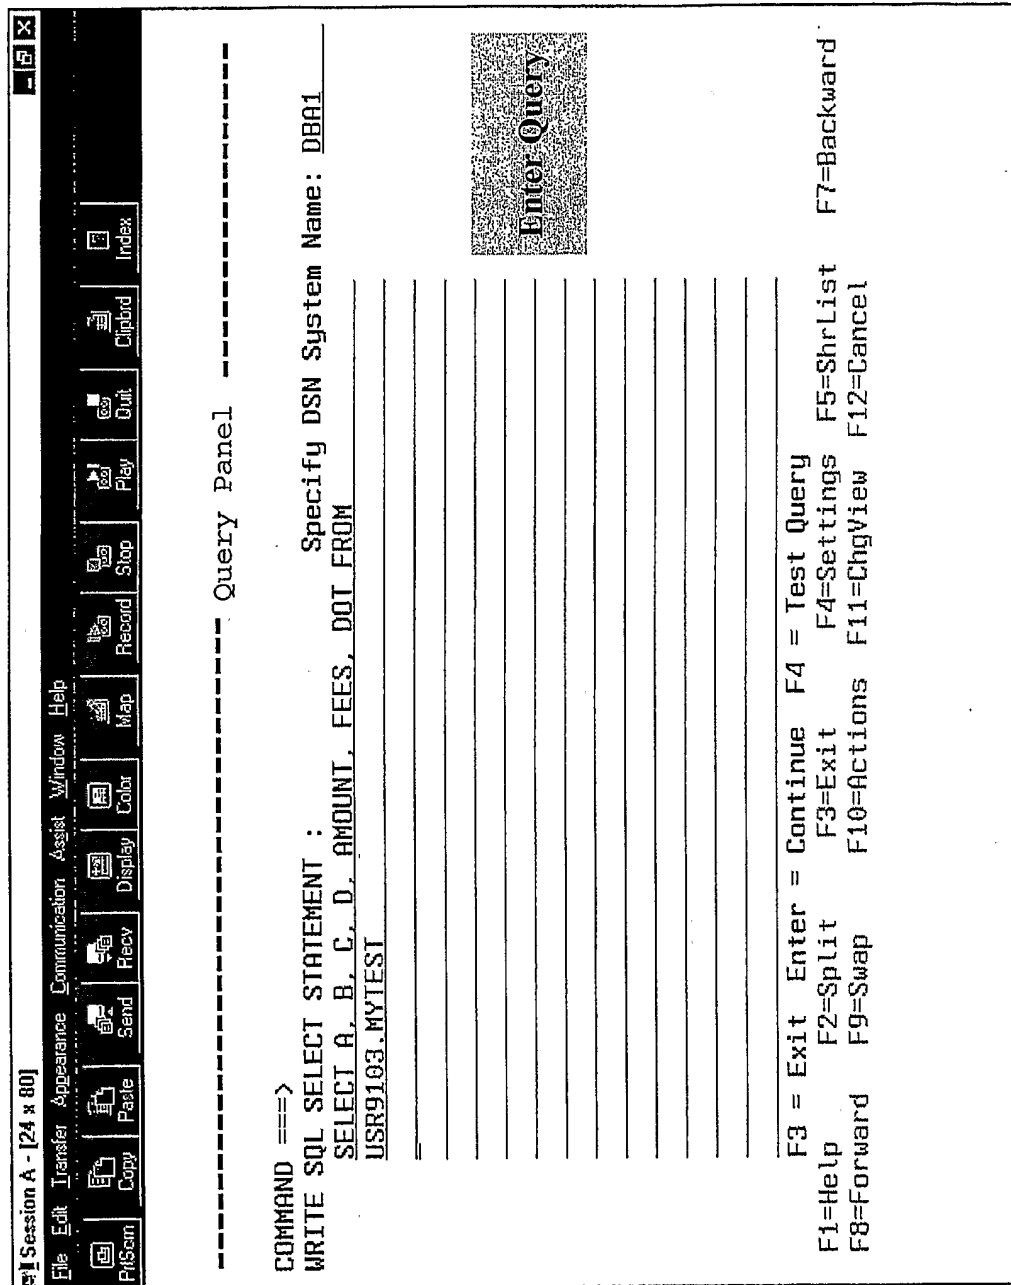 Session A - [24 x 80]
File Edit Transfer Appearance Communication Assist Window Help
PrtScrn Copy Paste Send Recv Display Color Map Record Stop Play Quit Clipbrd Index
------------------------------ Query Panel ------------------------------
COMMAND ===>
WRITE SQL SELECT STATEMENT : Specify DSN System Name: DBA1
SELECT A, B, C, D, AMOUNT, FEES, DOT FROM
USR9103.MYTEST
Enter Query
F3 = Exit Enter = Continue F4 = Test Query
F1=Help F2=Split F3=Exit F4=Settings F5=ShrList F7=Backward
F8=Forward F9=Swap F10=Actions F11=ChgView F12=Cancel